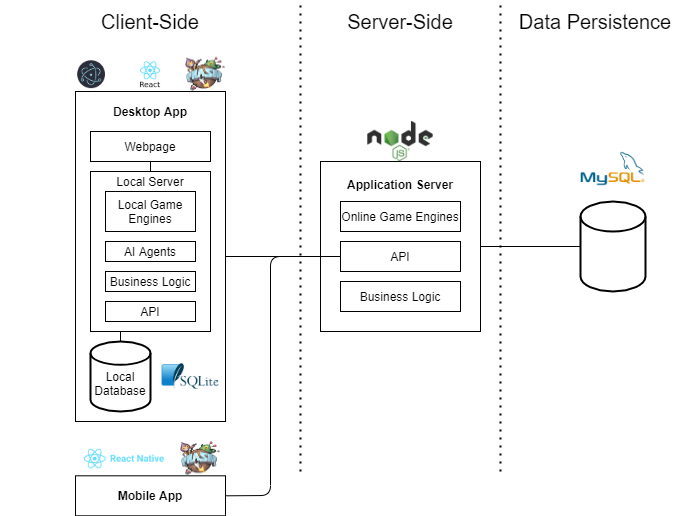 Client-Side
Server-Side
Data Persistence
React
Desktop App
Webpage
Local Server
Local Game
Engines
AI Agents
Business Logic
API
Local
Database
SQLite
React Native
Mobile App
node
JS
Application Server
Online Game Engines
API
Business Logic
MySQL